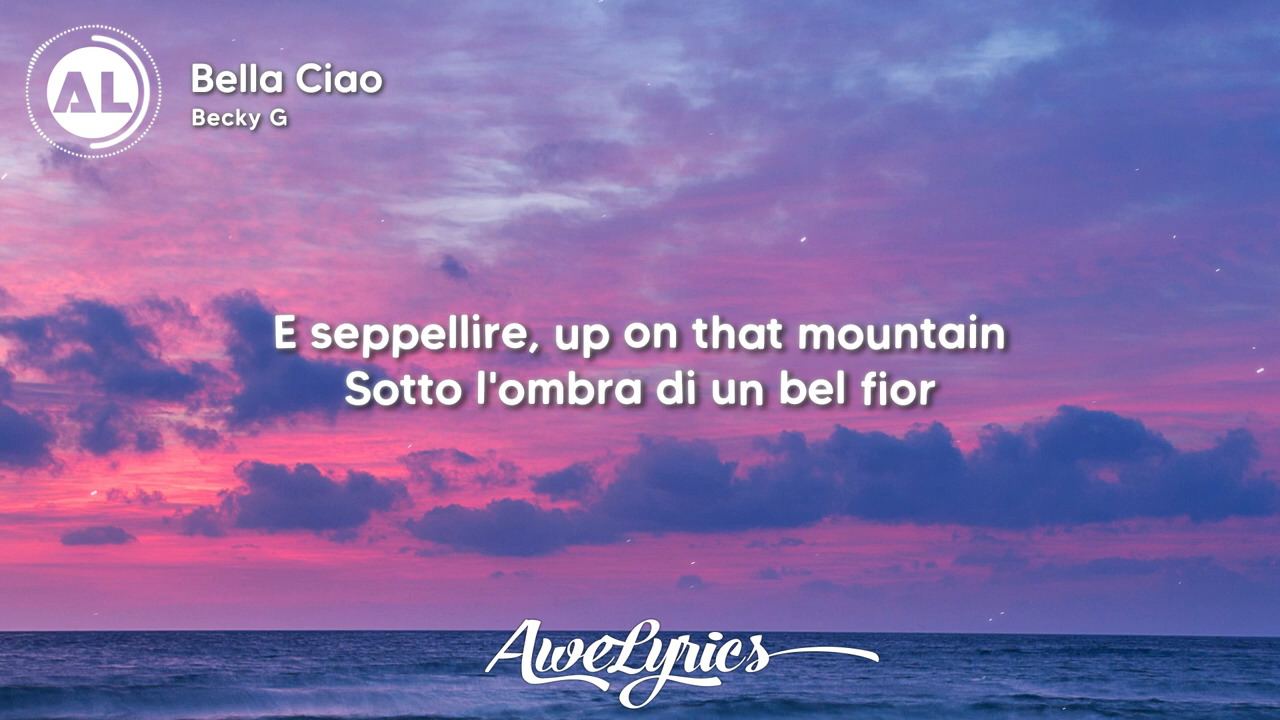 AL
Bella Ciao
Becky G
E seppellire, up on that mountain
Sotto l'ombra di un bel fior
AweLyrics